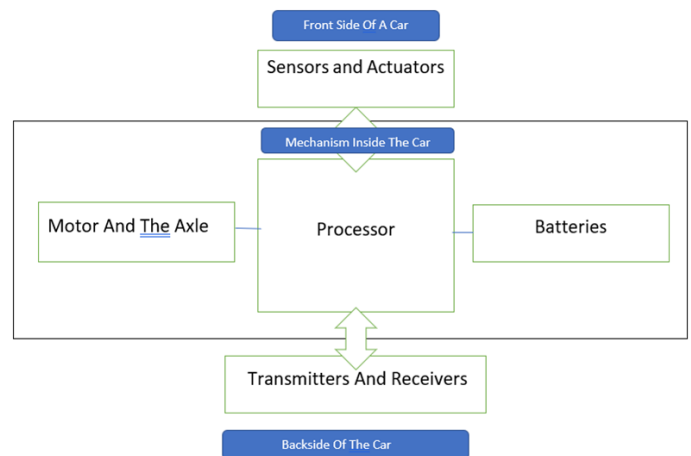 Front Side Of A Car
Sensors and Actuators
Mechanism Inside The Car
Motor And The Axle
Processor
Batteries
Transmitters And Receivers
Backside Of The Car